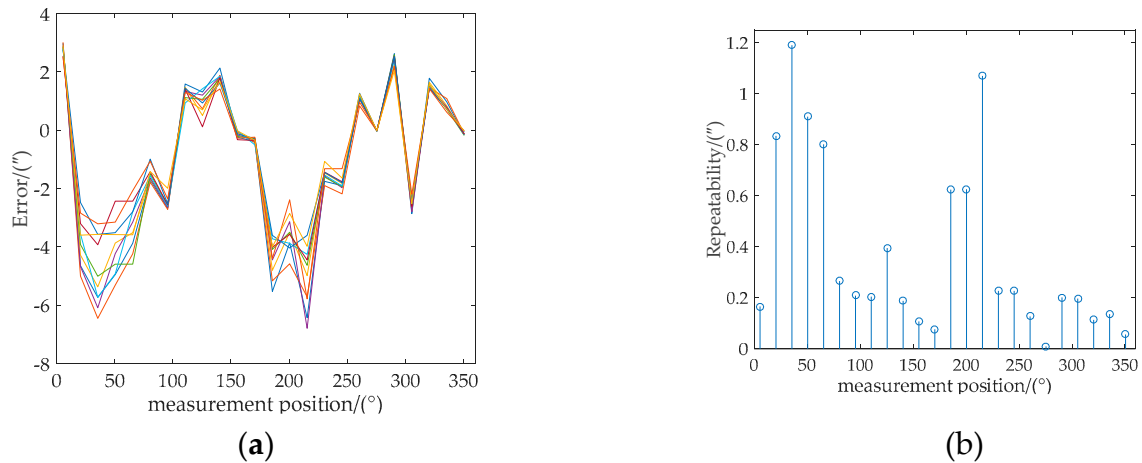 4
2
0
-2
-4
-6
-8
Error/(″)
0 50 100 150 200 250 300 350
measurement position/(°)
(a)
1.2
1
0.8
0.6
0.4
0.2
0
Repeatability/(″)
0 50 100 150 200 250 300 350
measurement position/(°)
(b)